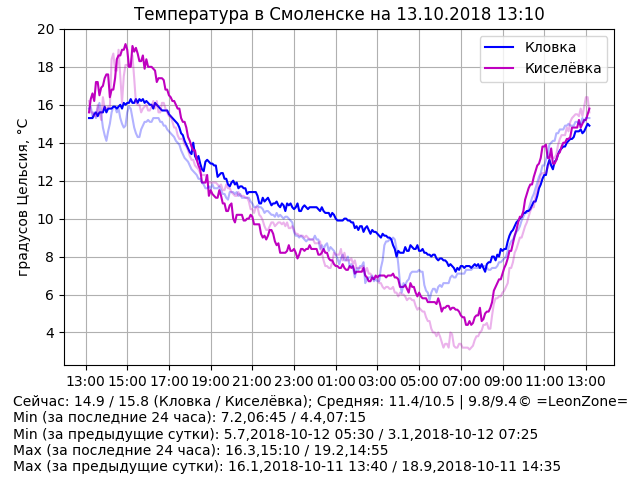 Температура в Смоленске на 13.10.2018 13:10
20
18
16
14
12
10
8
6
4
градусов Цельсия, °C
Кловка
Киселёвка
13:00 15:00 17:00 19:00 21:00 23:00 01:00 03:00 05:00 07:00 09:00 11:00 13:00
Сейчас: 14.9 / 15.8 (Кловка / Киселёвка); Средняя: 11.4/10.5 | 9.8/9.4© =LeonZone=
Min (за последние 24 часа): 7.2,06:45 / 4.4,07:15
Min (за предыдущие сутки): 5.7,2018-10-12 05:30 / 3.1,2018-10-12 07:25
Max (за последние 24 часа): 16.3,15:10 / 19.2,14:55
Max (за предыдущие сутки): 16.1,2018-10-11 13:40 / 18.9,2018-10-11 14:35